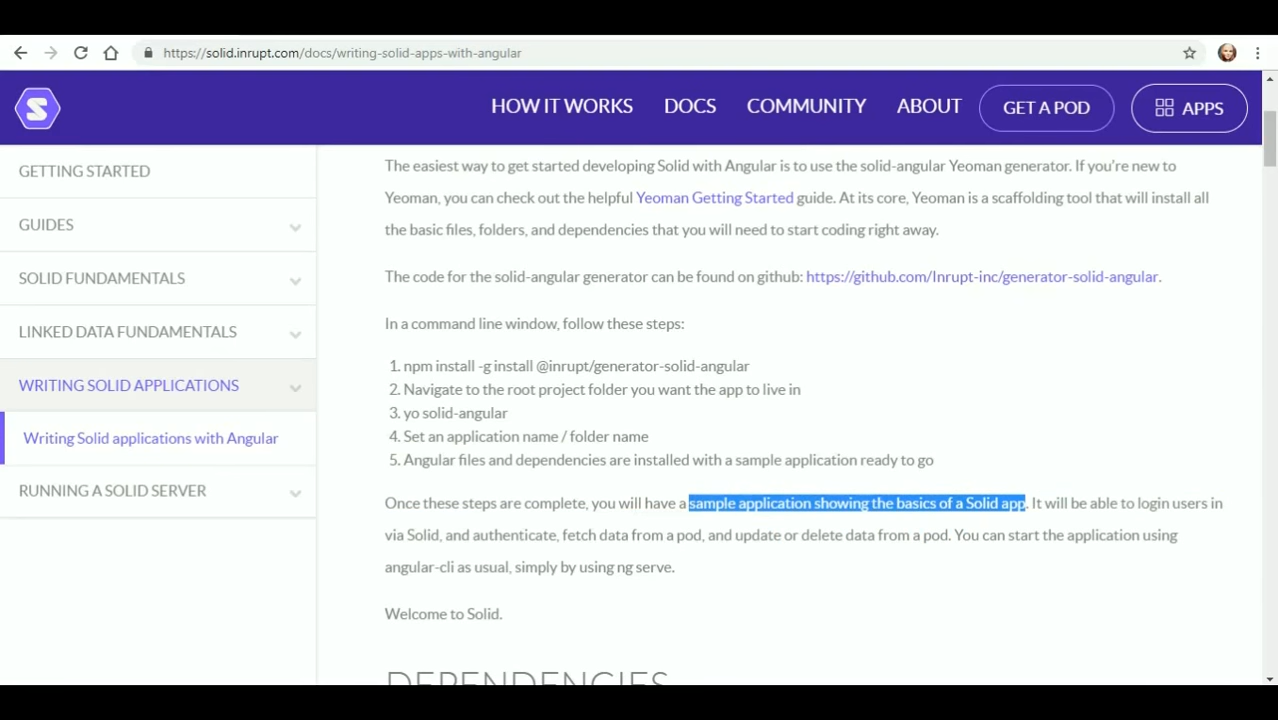 https://solid.inrupt.com/docs/writing-solid-apps-with-angular
S
HOW IT WORKS
DOCS
COMMUNITY
ABOUT
GET A POD
APPS
GETTING STARTED
GUIDES
SOLID FUNDAMENTALS
LINKED DATA FUNDAMENTALS
WRITING SOLID APPLICATIONS
Writing Solid applications with Angular
RUNNING A SOLID SERVER
The easiest way to get started developing Solid with Angular is to use the solid-angular Yeoman generator. If you're new to
Yeoman, you can check out the helpful Yeoman Getting Started guide. At its core, Yeoman is a scaffolding tool that will install all
the basic files, folders, and dependencies that you will need to start coding right away.
The code for the solid-angular generator can be found on github: https://github.com/Inrupt-inc/generator-solid-angular.
In a command line window, follow these steps:
1. npm install -g install @inrupt/generator-solid-angular
2. Navigate to the root project folder you want the app to live in
3. yo solid-angular
4. Set an application name / folder name
5. Angular files and dependencies are installed with a sample application ready to go
Once these steps are complete, you will have a sample application showing the basics of a Solid app. It will be able to login users in
via Solid, and authenticate, fetch data from a pod, and update or delete data from a pod. You can start the application using
angular-cli as usual, simply by using ng serve.
Welcome to Solid.
DEPENDENCIES